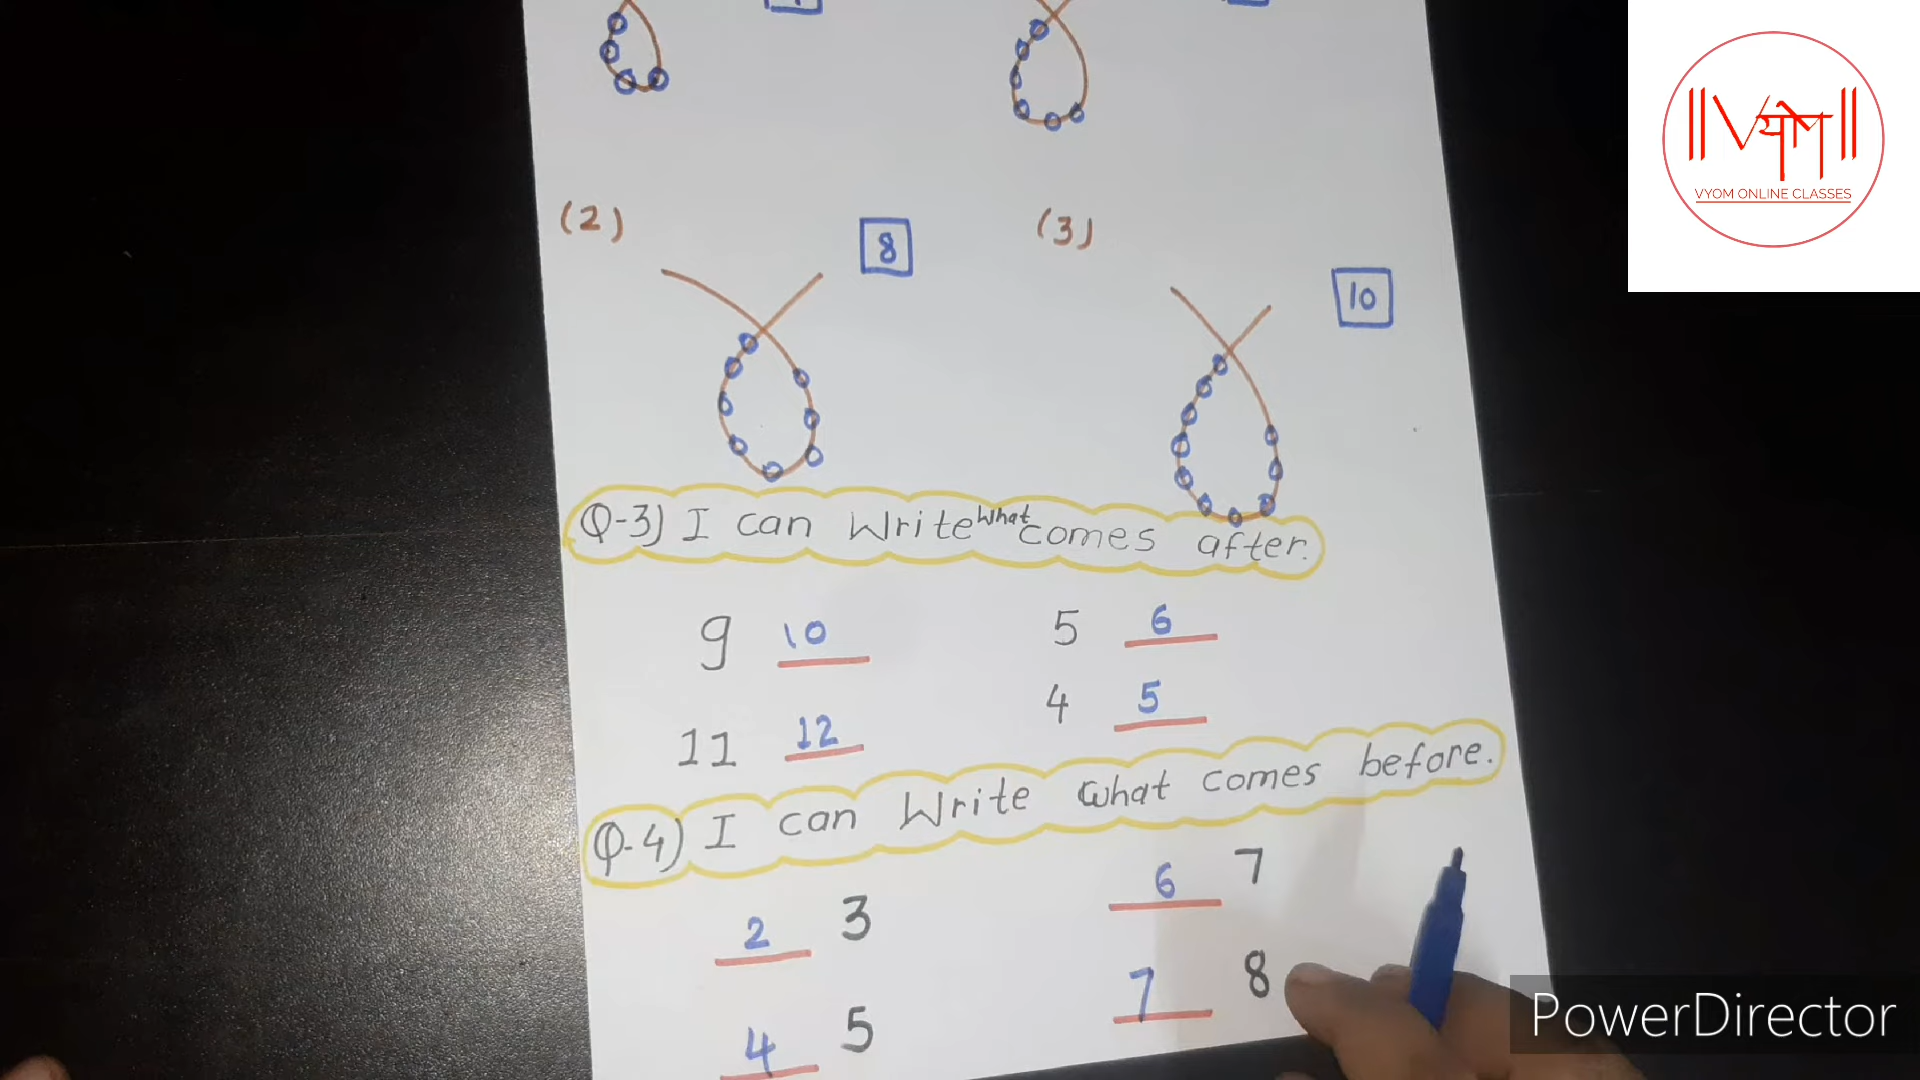 (2)
8
(3)
10
Q-3) I can Write what comes after.
9 10
5 6
11 12
4 5
Q-4) I can Write what comes before.
2 3
6 7
4 5
7 8
||Vयोम||
VYOM ONLINE CLASSES
PowerDirector